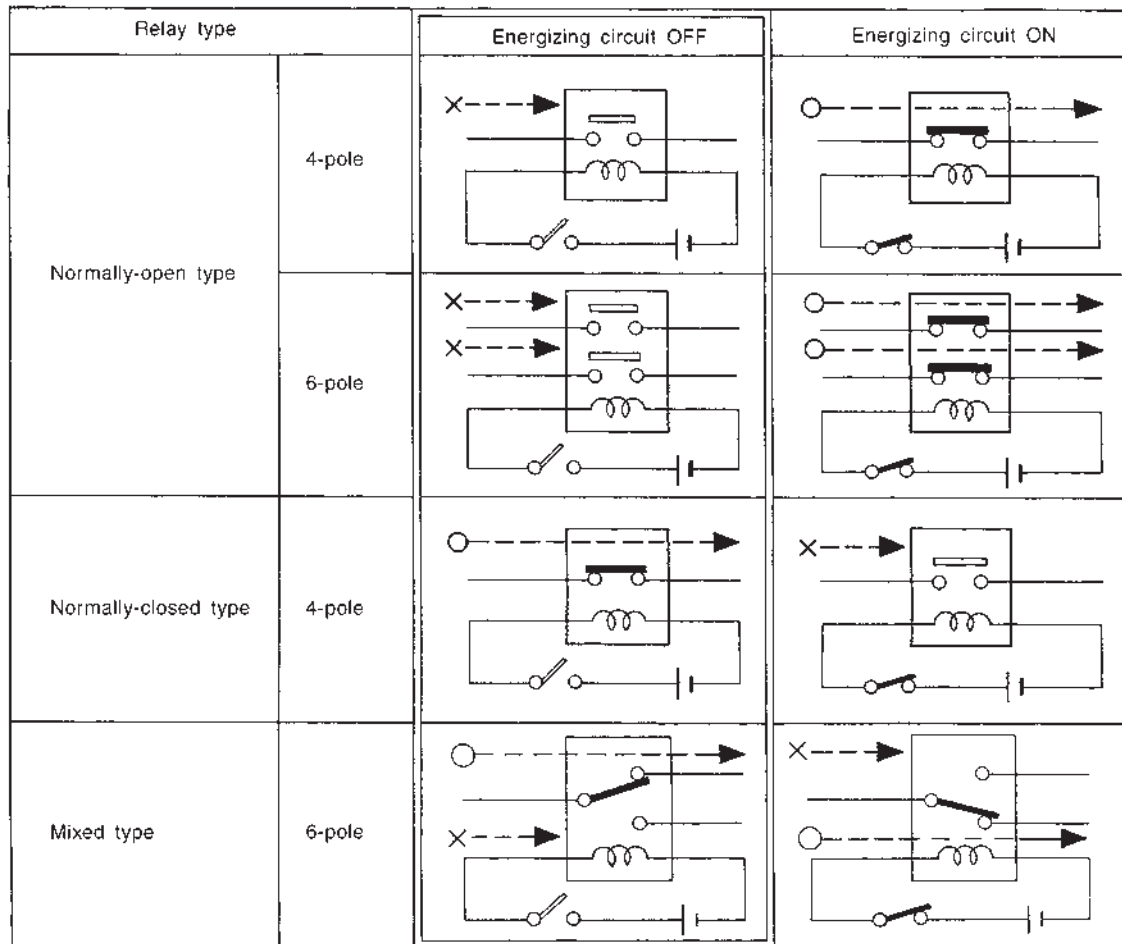 Relay type
Energizing circuit OFF
Energizing circuit ON
Normally-open type
4-pole
6-pole
Normally-closed type
4-pole
Mixed type
6-pole